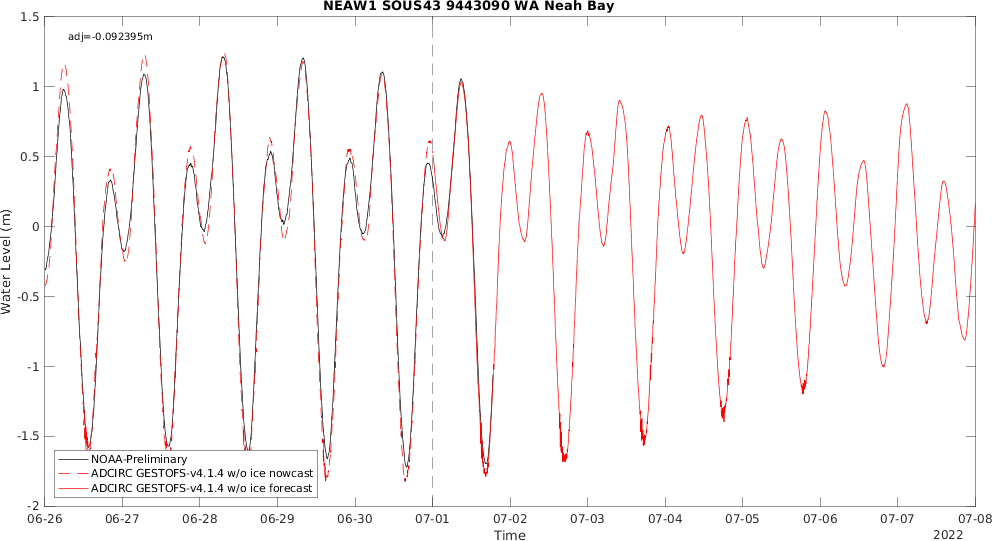 NEAW1 SOUS43 9443090 WA Neah Bay
adj=-0.092395m
1.5
1
0.5
0
-0.5
-1
-1.5
-2
Water Level (m)
NOAA-Preliminary
ADCIRC GESTOFS-v4.1.4 w/o ice nowcast
ADCIRC GESTOFS-v4.1.4 w/o ice forecast
06-26 06-27 06-28 06-29 06-30 07-01 07-02 07-03 07-04 07-05 07-06 07-07 07-08
Time
2022